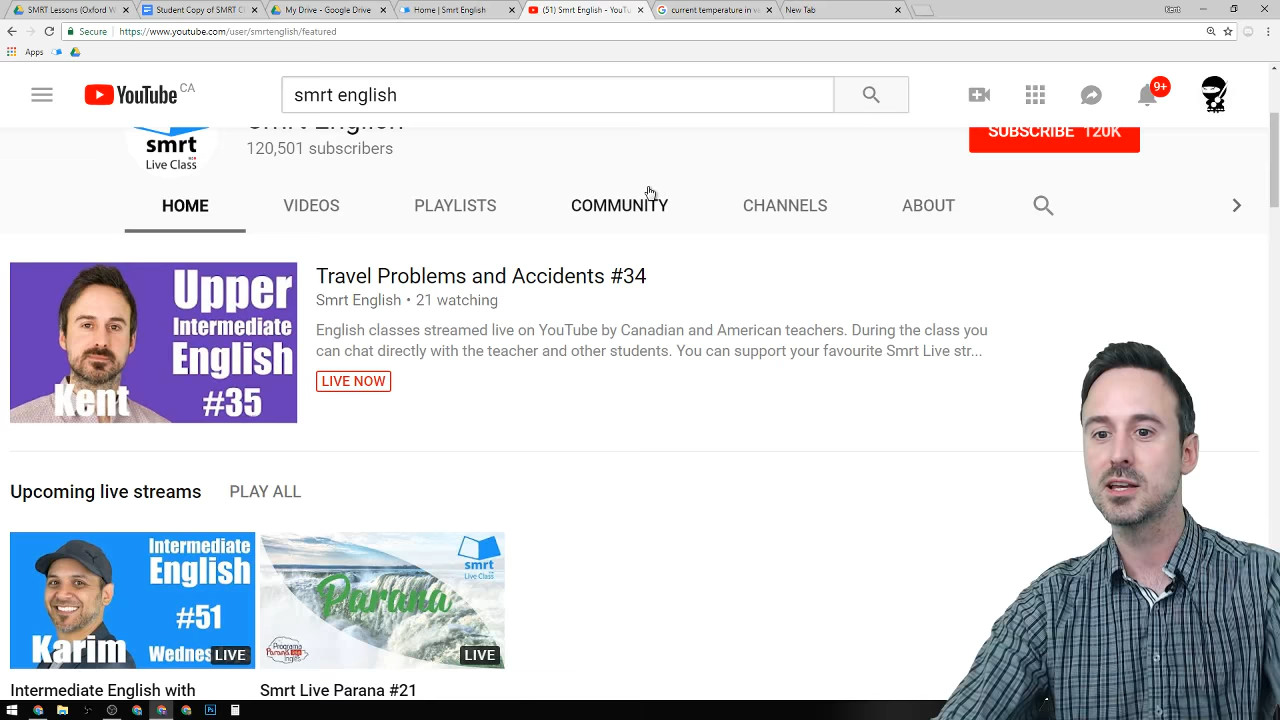 SMRT Lessons (Oxford W
Student Copy of SMRT C
My Drive - Google Drive
Home | Smrt English
(51) Smrt English - YouTu
current temperature in v
New Tab
Kent
Secure
https://www.youtube.com/user/smrtenglish/featured
Apps
YouTube CA
smrt english
9+
Smrt English
120,501 subscribers
SUBSCRIBE 120K
smrt
Live Class
HOME
VIDEOS
PLAYLISTS
COMMUNITY
CHANNELS
ABOUT
Upper
Intermediate
English
#35
Kent
Travel Problems and Accidents #34
Smrt English • 21 watching
English classes streamed live on YouTube by Canadian and American teachers. During the class you
can chat directly with the teacher and other students. You can support your favourite Smrt Live str...
LIVE NOW
Upcoming live streams
PLAY ALL
Intermediate
English
#51
Karim
Wednes
LIVE
smrt
Live Class
Parana
LIVE
Intermediate English with
Smrt Live Parana #21